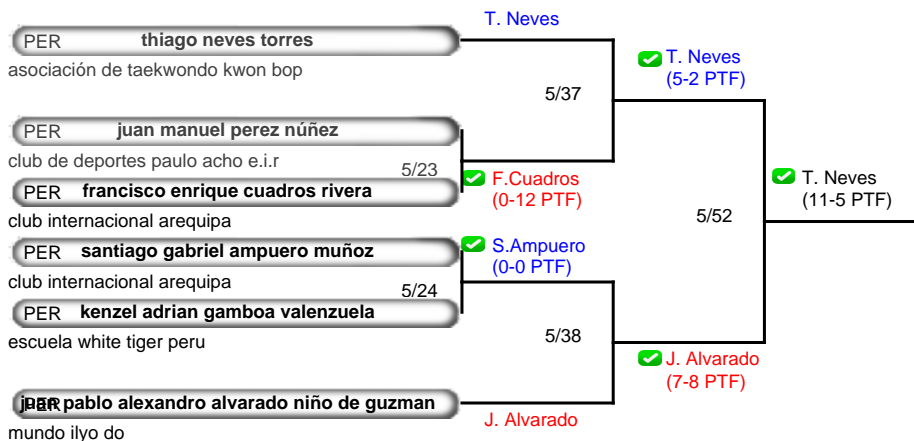 T. Neves
PER thiago neves torres
asociación de taekwondo kwon bop
T. Neves
(5-2 PTF)
5/37
PER juan manuel perez núñez
club de deportes paulo acho e.i.r
5/23
F.Cuadros
(0-12 PTF)
PER francisco enrique cuadros rivera
club internacional arequipa
T. Neves
(11-5 PTF)
5/52
PER santiago gabriel ampuero muñoz
club internacional arequipa
S.Ampuero
(0-0 PTF)
5/24
PER kenzel adrian gamboa valenzuela
escuela white tiger peru
5/38
J. Alvarado
(7-8 PTF)
PER juan pablo alexandro alvarado niño de guzman
mundo ilyo do
J. Alvarado